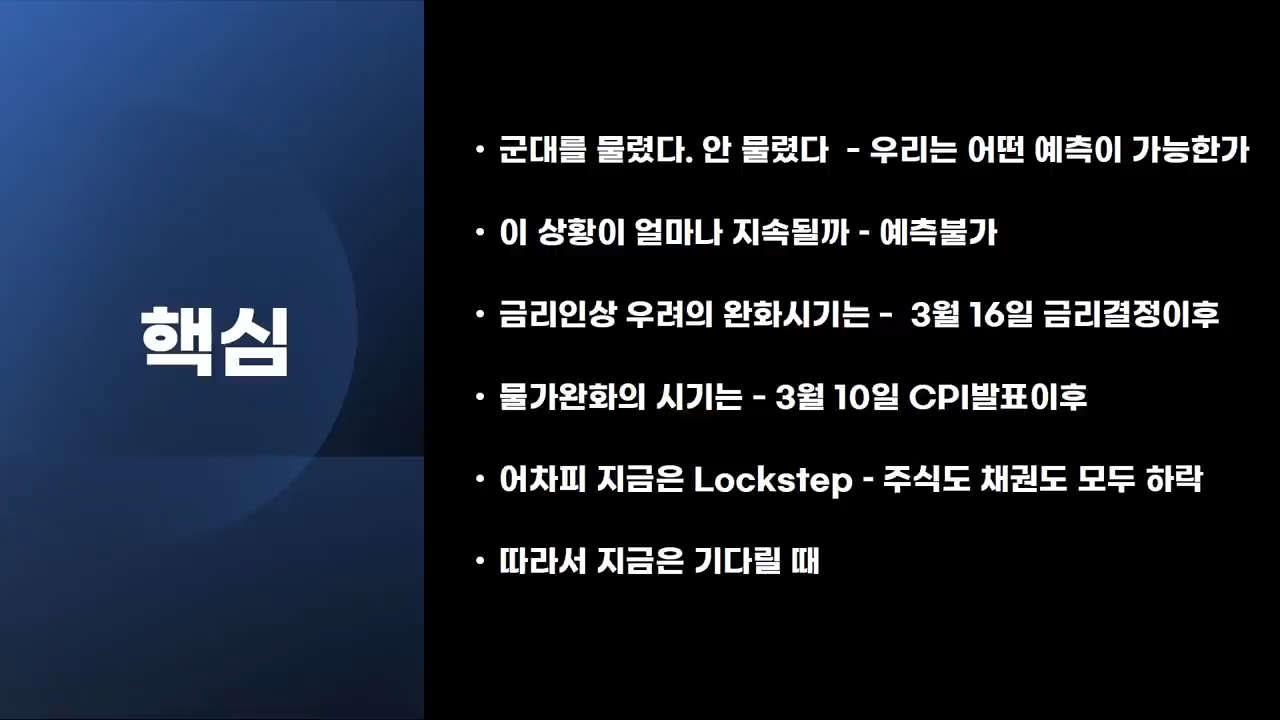 핵심
• 군대를 물렸다. 안 물렸다 – 우리는 어떤 예측이 가능한가
• 이 상황이 얼마나 지속될까 - 예측불가
• 금리인상 우려의 완화시기는 – 3월 16일 금리결정이후
• 물가완화의 시기는 – 3월 10일 CPI발표이후
• 어차피 지금은 Lockstep - 주식도 채권도 모두 하락
• 따라서 지금은 기다릴 때